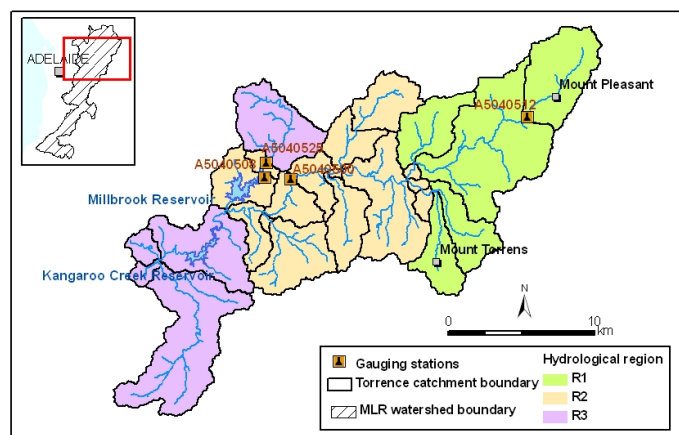 ADELAIDE
Mount Pleasant
A5040512
A5040525
A5040508
Millbrook Reservoir
Mount Torrens
Kangaroo Creek Reservoir
N
0 10
km
Gauging stations
Torrence catchment boundary
MLR watershed boundary
Hydrological region
R1
R2
R3